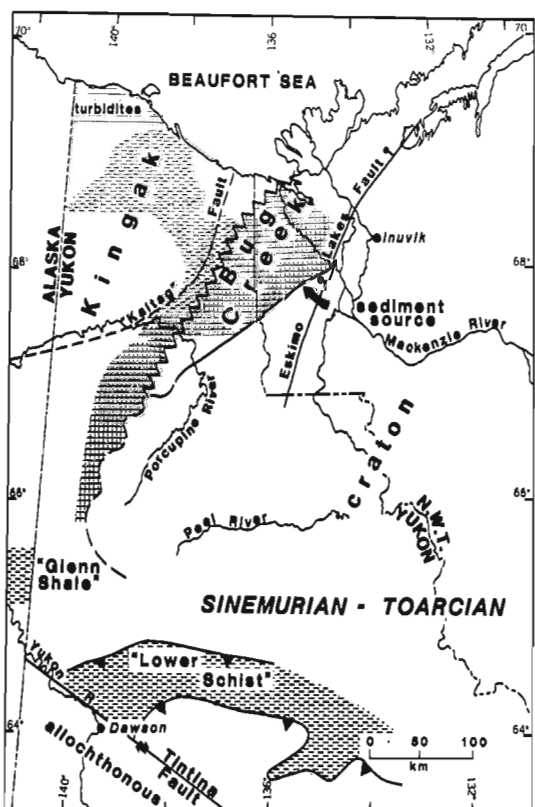 70°
140°
136
132°
70°
BEAUFORT SEA
turbidites
Kingak
Fault
Bug
Creek
Lakes
Fault ?
Inuvik
ALASKA
YUKON
68°
68°
"Kaltag"
Eskimo
sediment
source
Mackenzie River
Porcupine River
craton
66°
66°
Peel River
N.W.T.
YUKON
"Glenn
Shale"
SINEMURIAN - TOARCIAN
"Lower
Schist"
Yukon R.
64°
64°
Dawson
Tintina
Fault
allochthonous
0 50 100
km
140°
136
132°